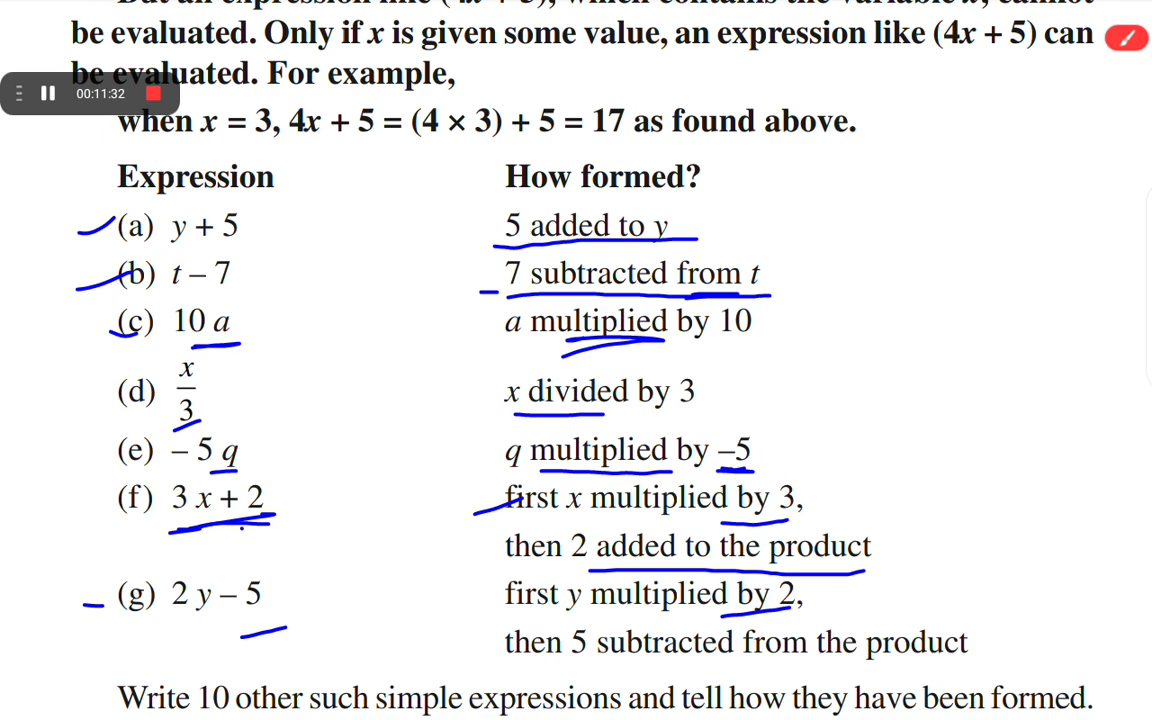 be evaluated. Only if x is given some value, an expression like (4x + 5) can
be evaluated. For example,
00:11:32
when x = 3, 4x + 5 = (4 × 3) + 5 = 17 as found above.
Expression How formed?
(a) y + 5 5 added to y
(b) t – 7 7 subtracted from t
(c) 10 a a multiplied by 10
(d) x/3 x divided by 3
(e) – 5 q q multiplied by –5
(f) 3 x + 2 first x multiplied by 3,
then 2 added to the product
(g) 2 y – 5 first y multiplied by 2,
then 5 subtracted from the product
Write 10 other such simple expressions and tell how they have been formed.